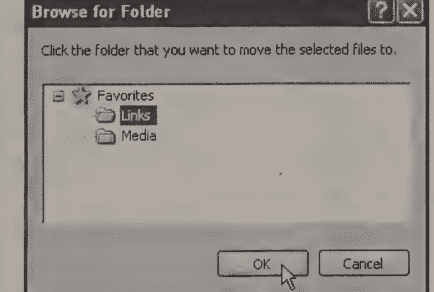 Browse for Folder
Click the folder that you want to move the selected files to.
Favorites
Links
Media
OK
Cancel